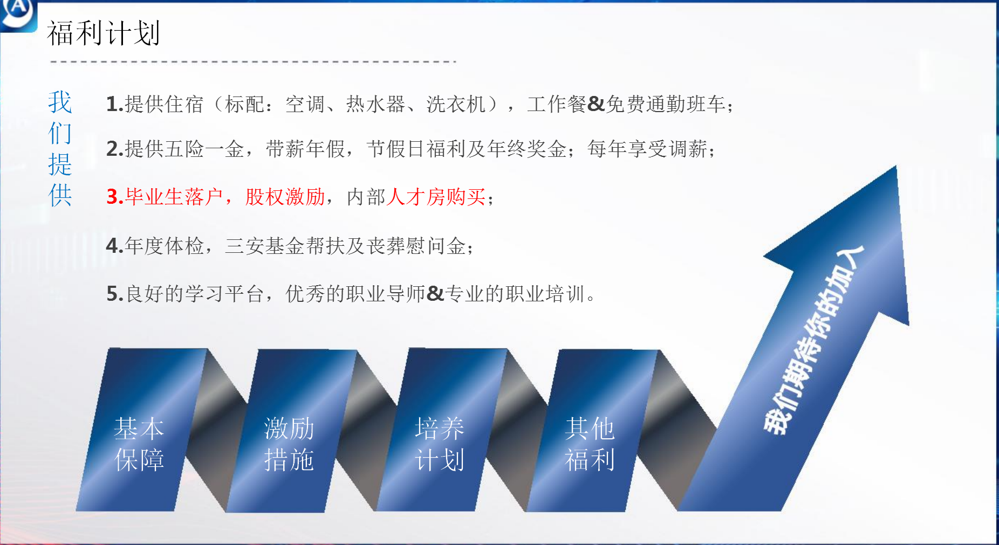 福利计划
我们提供
1.提供住宿（标配：空调、热水器、洗衣机），工作餐&免费通勤班车；
2.提供五险一金，带薪年假，节假日福利及年终奖金；每年享受调薪；
3.毕业生落户，股权激励，内部人才房购买；
4.年度体检，三安基金帮扶及丧葬慰问金；
5.良好的学习平台，优秀的职业导师&专业的职业培训。
基本
保障
激励
措施
培养
计划
其他
福利
我们期待你的加入